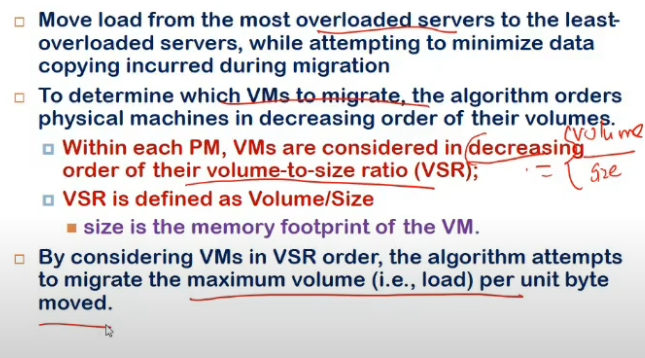 Move load from the most overloaded servers to the least-
overloaded servers, while attempting to minimize data
copying incurred during migration
To determine which VMs to migrate, the algorithm orders
physical machines in decreasing order of their volumes.
Within each PM, VMs are considered in decreasing
order of their volume-to-size ratio (VSR);
= volume
size
VSR is defined as Volume/Size
size is the memory footprint of the VM.
By considering VMs in VSR order, the algorithm attempts
to migrate the maximum volume (i.e., load) per unit byte
moved.